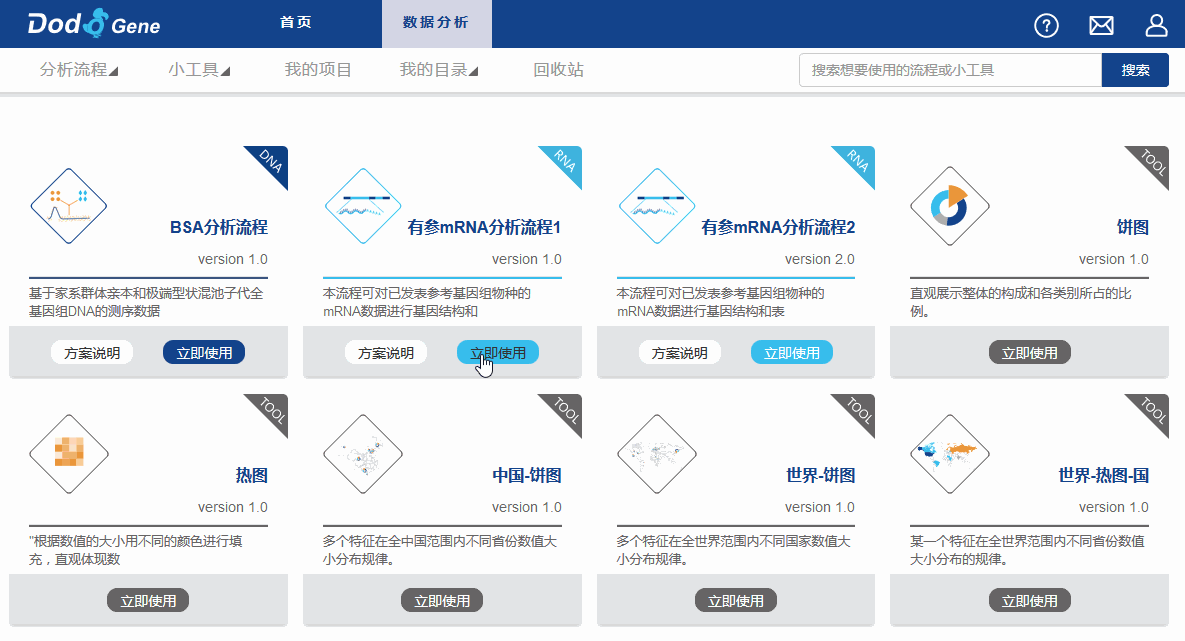 Dod Gene
首页
数据分析
?
分析流程
小工具
我的项目
我的目录
回收站
搜索想要使用的流程或小工具
搜索
DNA
BSA分析流程
version 1.0
基于家系群体亲本和极端型状混池子代全
基因组DNA的测序数据
方案说明
立即使用
RNA
有参mRNA分析流程1
version 1.0
本流程可对已发表参考基因组物种的
mRNA数据进行基因结构和
方案说明
立即使用
RNA
有参mRNA分析流程2
version 2.0
本流程可对已发表参考基因组物种的
mRNA数据进行基因结构和表
方案说明
立即使用
TOOL
饼图
version 1.0
直观展示整体的构成和各类别所占的比
例。
立即使用
TOOL
热图
version 1.0
"根据数值的大小用不同的颜色进行填
充，直观体现数
立即使用
TOOL
中国-饼图
version 1.0
多个特征在全中国范围内不同省份数值大
小分布规律。
立即使用
TOOL
世界-饼图
version 1.0
多个特征在全世界范围内不同国家数值大
小分布规律。
立即使用
TOOL
世界-热图-国
version 1.0
某一个特征在全世界范围内不同省份数值
大小分布的规律。
立即使用